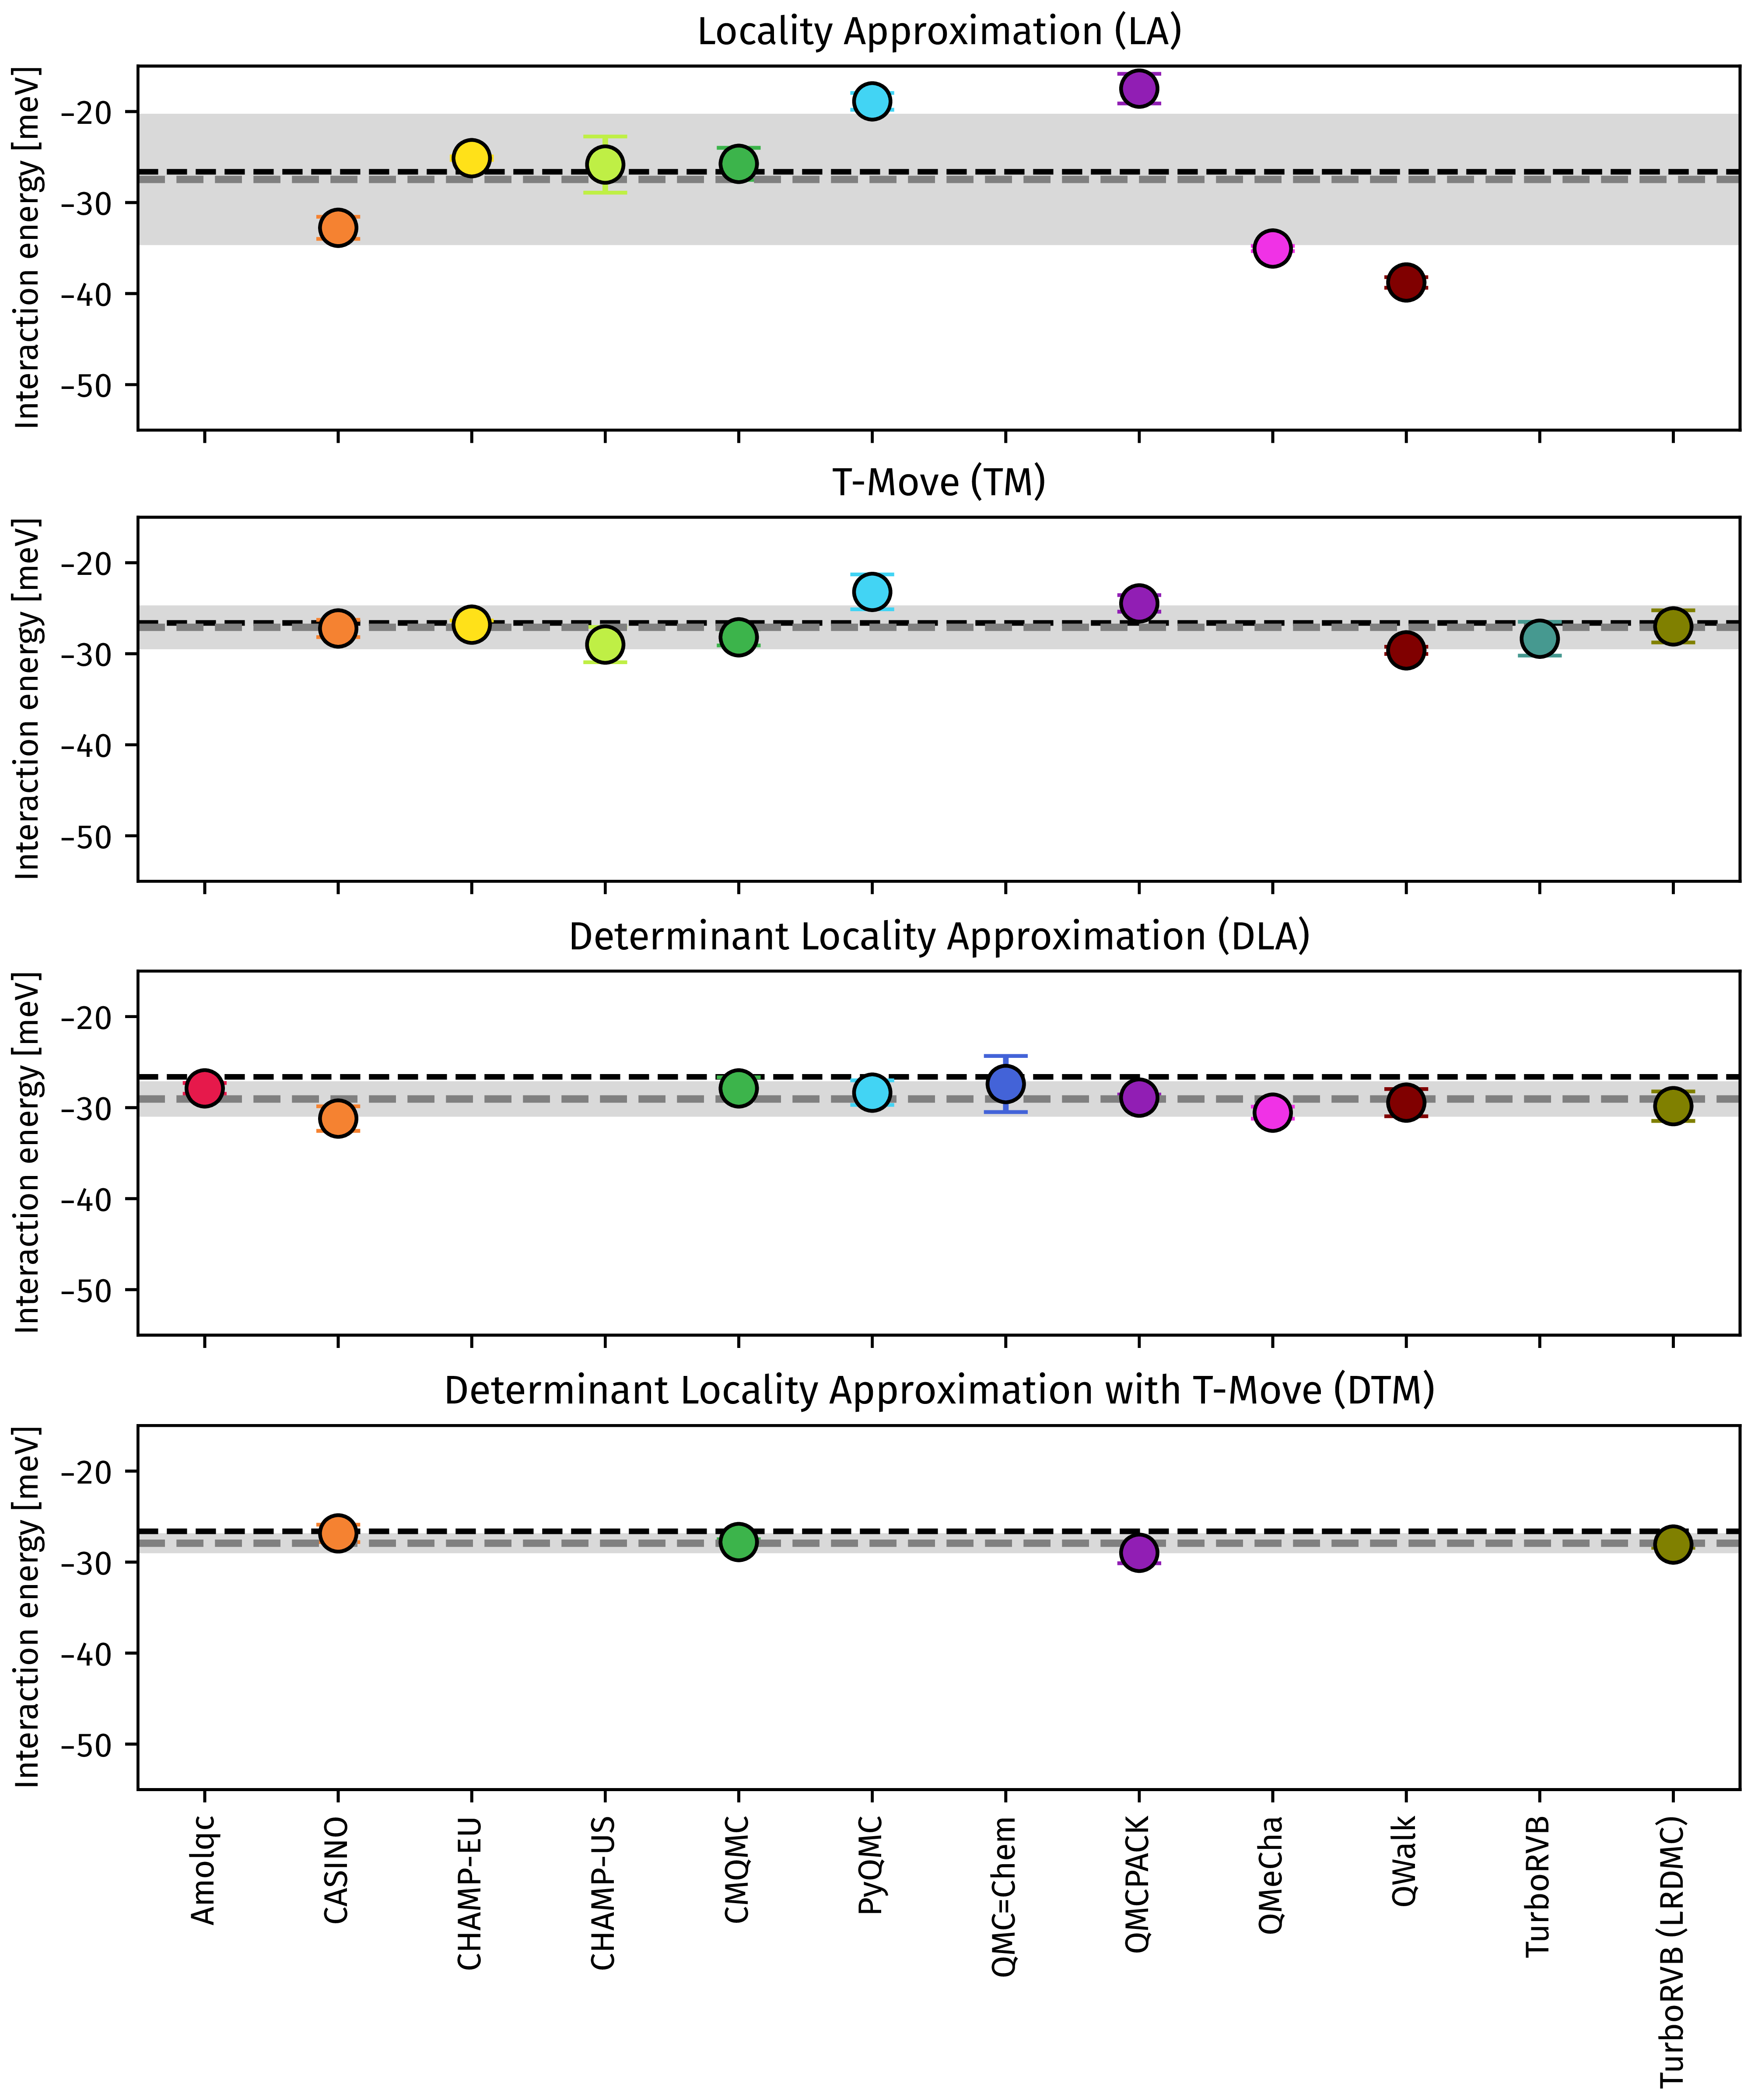 Locality Approximation (LA)
Interaction energy [meV]
−20
−30
−40
−50
T-Move (TM)
Interaction energy [meV]
−20
−30
−40
−50
Determinant Locality Approximation (DLA)
Interaction energy [meV]
−20
−30
−40
−50
Determinant Locality Approximation with T-Move (DTM)
Interaction energy [meV]
−20
−30
−40
−50
Amolqc
CASINO
CHAMP-EU
CHAMP-US
CMQMC
PyQMC
QMC=Chem
QMCPACK
QMeCha
QWalk
TurboRVB
TurboRVB (LRDMC)